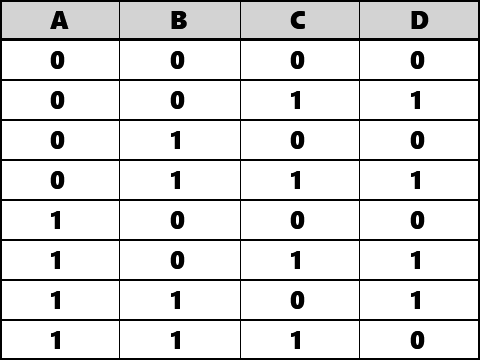 A B C D
0 0 0 0
0 0 1 1
0 1 0 0
0 1 1 1
1 0 0 0
1 0 1 1
1 1 0 1
1 1 1 0